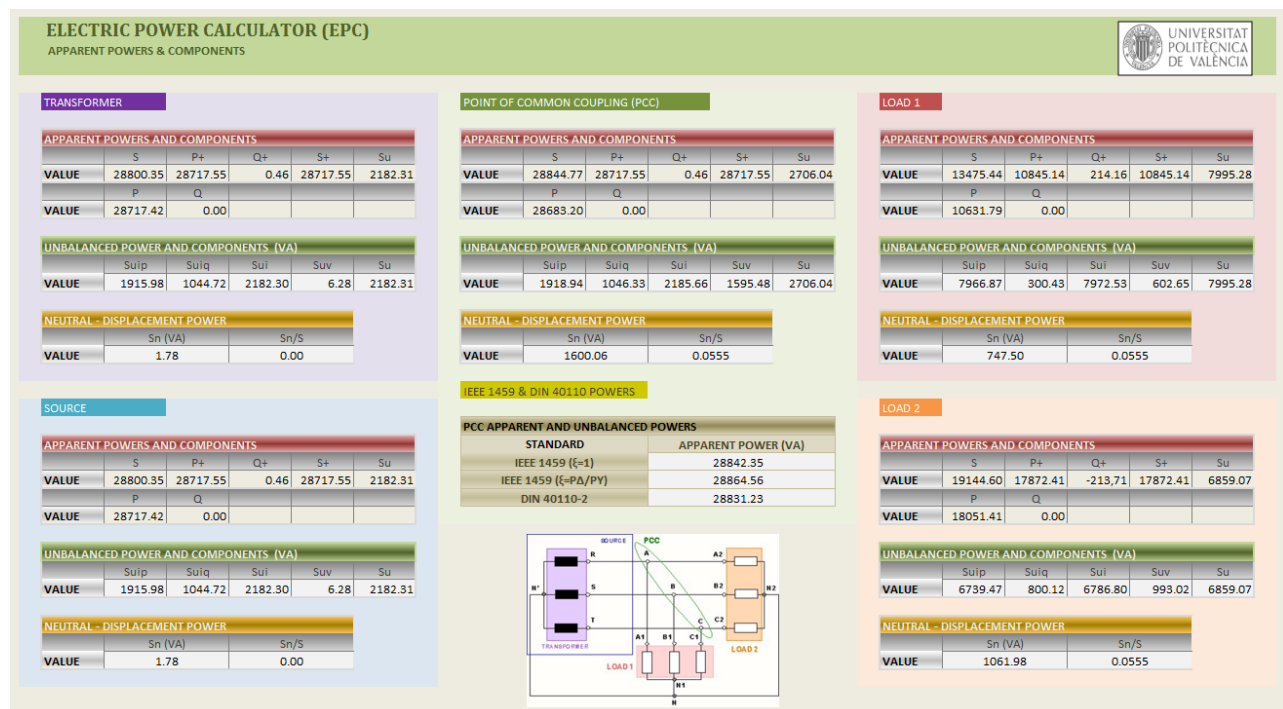 ELECTRIC POWER CALCULATOR (EPC)
APPARENT POWERS & COMPONENTS
UNIVERSITAT
POLITÈCNICA
DE VALÈNCIA
TRANSFORMER
APPARENT POWERS AND COMPONENTS
S P+ Q+ S+ Su
VALUE 28800.35 28717.55 0.46 28717.55 2182.31
P Q
VALUE 28717.42 0.00
UNBALANCED POWER AND COMPONENTS (VA)
Suip Suiq Sui Suv Su
VALUE 1915.98 1044.72 2182.30 6.28 2182.31
NEUTRAL - DISPLACEMENT POWER
Sn (VA) Sn/S
VALUE 1.78 0.00
SOURCE
APPARENT POWERS AND COMPONENTS
S P+ Q+ S+ Su
VALUE 28800.35 28717.55 0.46 28717.55 2182.31
P Q
VALUE 28717.42 0.00
UNBALANCED POWER AND COMPONENTS (VA)
Suip Suiq Sui Suv Su
VALUE 1915.98 1044.72 2182.30 6.28 2182.31
NEUTRAL - DISPLACEMENT POWER
Sn (VA) Sn/S
VALUE 1.78 0.00
POINT OF COMMON COUPLING (PCC)
APPARENT POWERS AND COMPONENTS
S P+ Q+ S+ Su
VALUE 28844.77 28717.55 0.46 28717.55 2706.04
P Q
VALUE 28683.20 0.00
UNBALANCED POWER AND COMPONENTS (VA)
Suip Suiq Sui Suv Su
VALUE 1918.94 1046.33 2185.66 1595.48 2706.04
NEUTRAL - DISPLACEMENT POWER
Sn (VA) Sn/S
VALUE 1600.06 0.0555
IEEE 1459 & DIN 40110 POWERS
PCC APPARENT AND UNBALANCED POWERS
STANDARD APPARENT POWER (VA)
IEEE 1459 (ξ=1) 28842.35
IEEE 1459 (ξ=PΔ/PY) 28864.56
DIN 40110-2 28831.23
SOURCE PCC
R A A2
N' S B B2 N2
T C C2
TRANSFORMER A1 B1 C1 LOAD 2
LOAD 1
N1
N
LOAD 1
APPARENT POWERS AND COMPONENTS
S P+ Q+ S+ Su
VALUE 13475.44 10845.14 214.16 10845.14 7995.28
P Q
VALUE 10631.79 0.00
UNBALANCED POWER AND COMPONENTS (VA)
Suip Suiq Sui Suv Su
VALUE 7966.87 300.43 7972.53 602.65 7995.28
NEUTRAL - DISPLACEMENT POWER
Sn (VA) Sn/S
VALUE 747.50 0.0555
LOAD 2
APPARENT POWERS AND COMPONENTS
S P+ Q+ S+ Su
VALUE 19144.60 17872.41 -213,71 17872.41 6859.07
P Q
VALUE 18051.41 0.00
UNBALANCED POWER AND COMPONENTS (VA)
Suip Suiq Sui Suv Su
VALUE 6739.47 800.12 6786.80 993.02 6859.07
NEUTRAL - DISPLACEMENT POWER
Sn (VA) Sn/S
VALUE 1061.98 0.0555